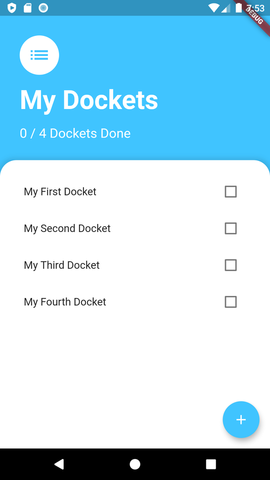 7:53
DEBUG
My Dockets
0 / 4 Dockets Done
My First Docket
My Second Docket
My Third Docket
My Fourth Docket